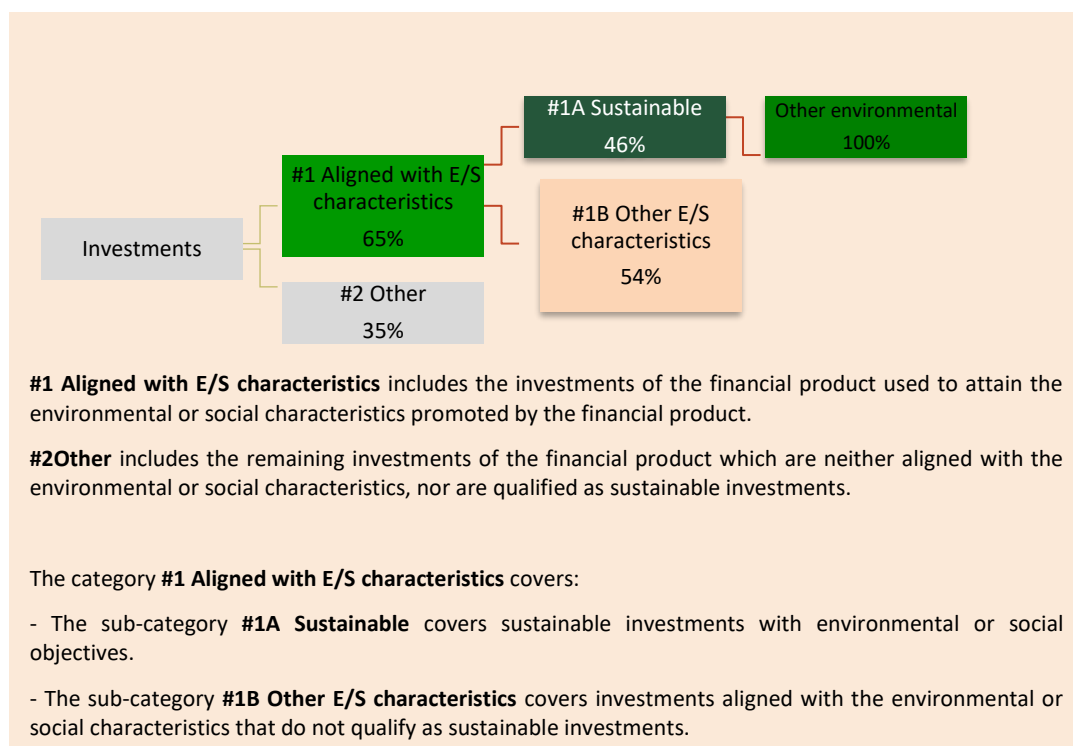 #1A Sustainable
46%
Other environmental
100%
#1 Aligned with E/S
characteristics
65%
#1B Other E/S
characteristics
54%
Investments
#2 Other
35%
#1 Aligned with E/S characteristics includes the investments of the financial product used to attain the
environmental or social characteristics promoted by the financial product.
#2Other includes the remaining investments of the financial product which are neither aligned with the
environmental or social characteristics, nor are qualified as sustainable investments.
The category #1 Aligned with E/S characteristics covers:
- The sub-category #1A Sustainable covers sustainable investments with environmental or social
objectives.
- The sub-category #1B Other E/S characteristics covers investments aligned with the environmental or
social characteristics that do not qualify as sustainable investments.